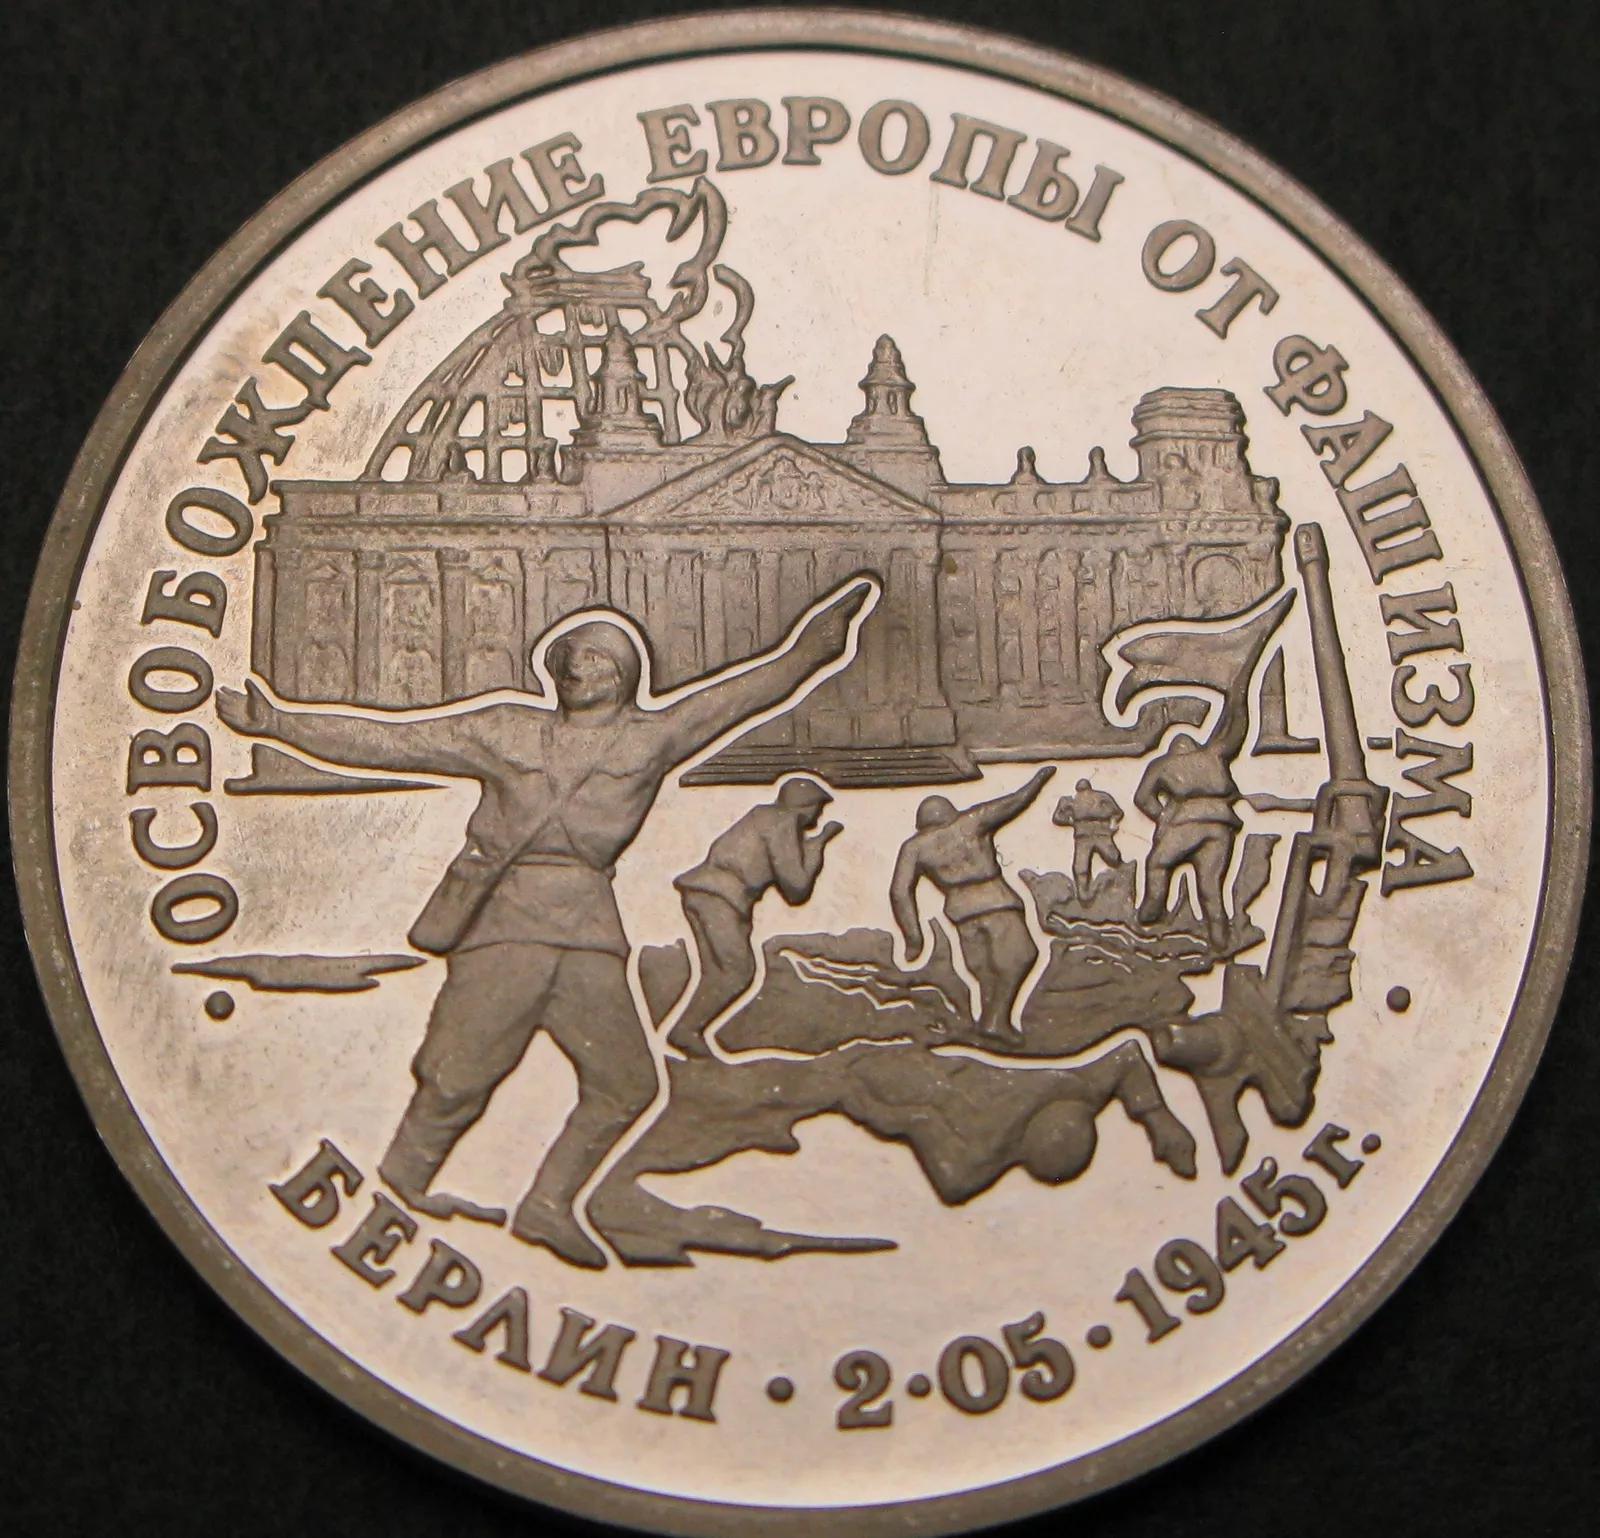 • ОСВОБОЖДЕНИЕ ЕВРОПЫ ОТ ФАШИЗМА •
БЕРЛИН • 2•05•1945г.